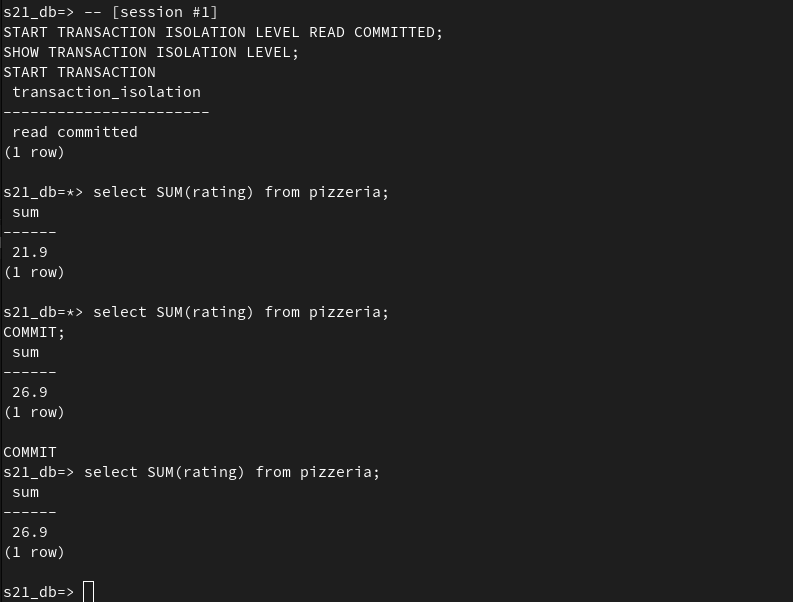 s21_db=> -- [session #1]
START TRANSACTION ISOLATION LEVEL READ COMMITTED;
SHOW TRANSACTION ISOLATION LEVEL;
START TRANSACTION
 transaction_isolation
-----------------------
 read committed
(1 row)

s21_db=*> select SUM(rating) from pizzeria;
 sum
------
 21.9
(1 row)

s21_db=*> select SUM(rating) from pizzeria;
COMMIT;
 sum
------
 26.9
(1 row)

COMMIT
s21_db=> select SUM(rating) from pizzeria;
 sum
------
 26.9
(1 row)

s21_db=>